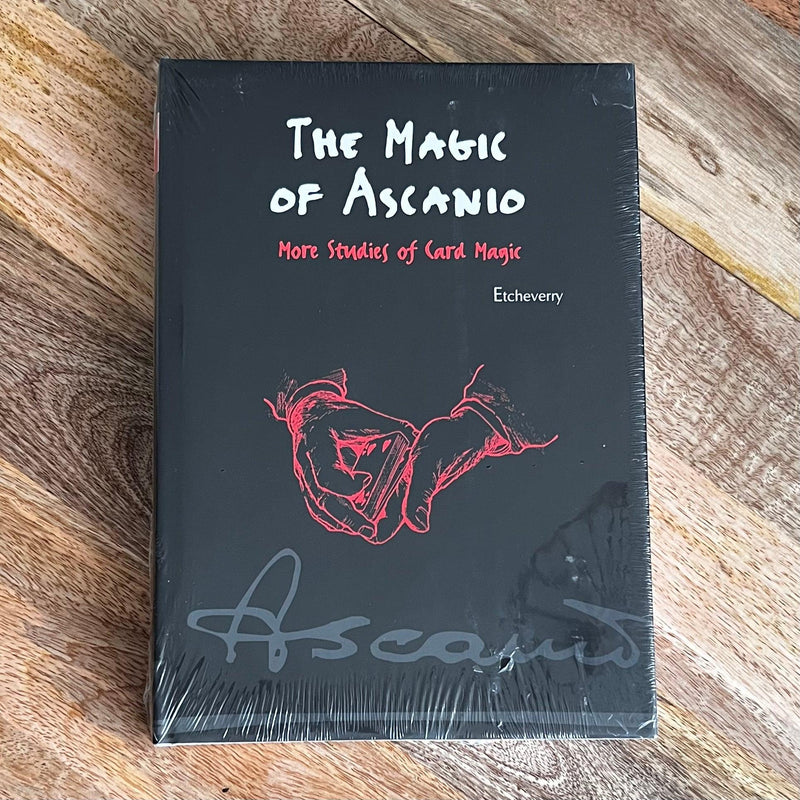 The Magic
of Ascanio
More Studies of Card Magic
Etcheverry
Ascanio